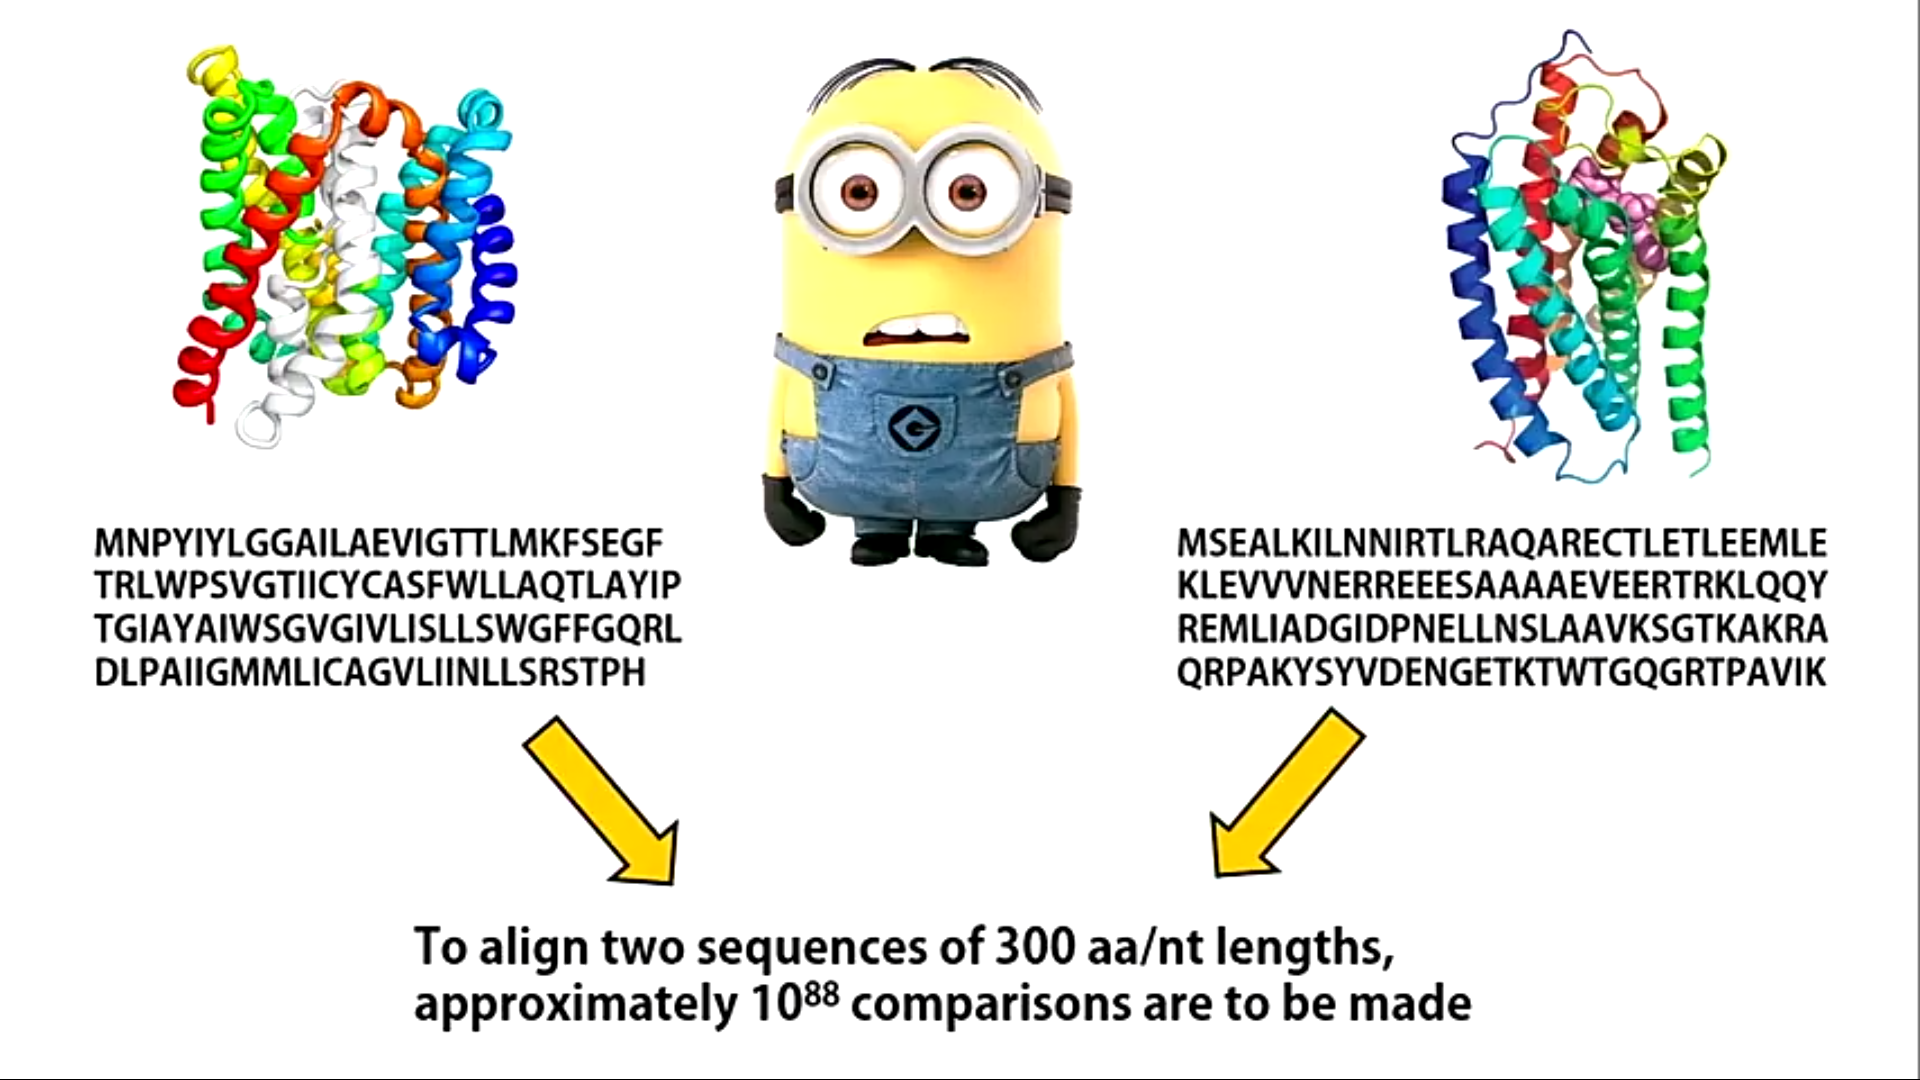 MNPYIYLGGAILAEVIGTTLMKFSEGF
TRLWPSVGTIICYCASFWLLAQTLAYIP
TGIAYAIWSGVGIVLISLLSWGFFGQRL
DLPAIIGMMLICAGVLIINLLSRSTPH
MSEALKILNNIRTLRAQARECTLETLEEMLE
KLEVVVNERREEESAAAAEVEERTRKLQQY
REMLIADGIDPNELLNSLAAVKSGTKAKRA
QRPAKYSYVDENGETKTWTGQGRTPAVIK
To align two sequences of 300 aa/nt lengths,
approximately 10⁸⁸ comparisons are to be made